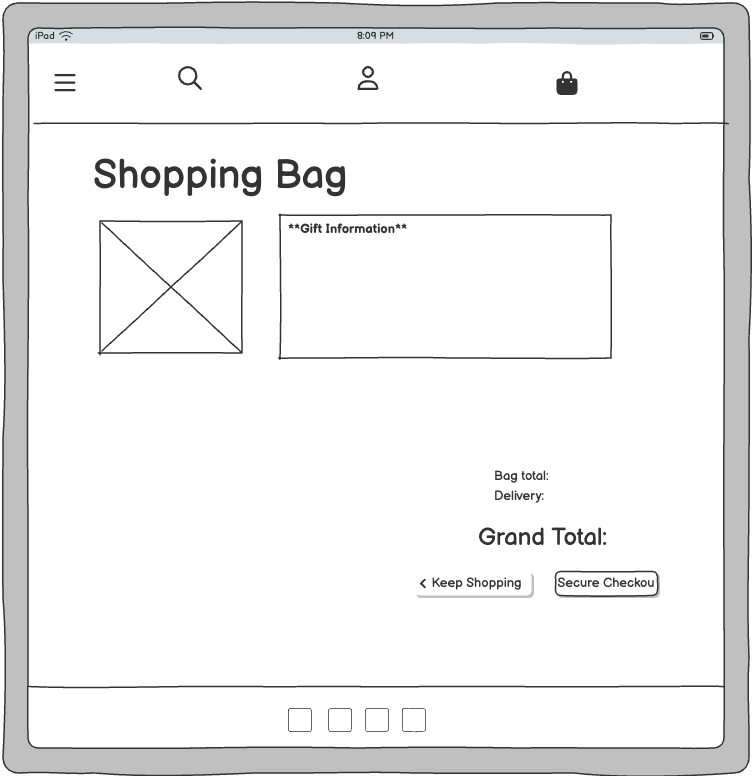 iPad 8:09 PM
Shopping Bag
**Gift Information**
Bag total:
Delivery:
Grand Total:
Keep Shopping
Secure Checkou